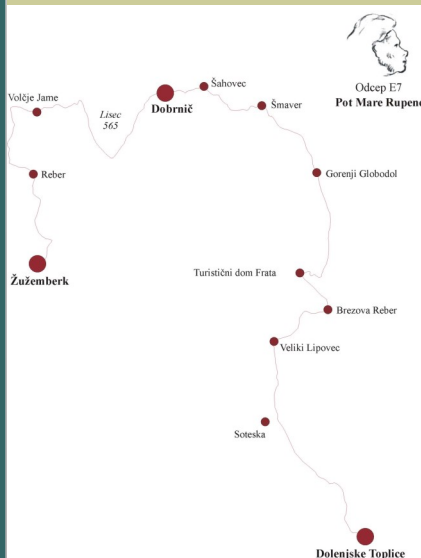 Odcep E7
Pot Mare Rupena
Šahovec
Volčje Jame
Dobrnič
Šmaver
Lisec
565
Reber
Gorenji Globodol
Žužemberk
Turistični dom Frata
Brezova Reber
Veliki Lipovec
Soteska
Dolenjske Toplice